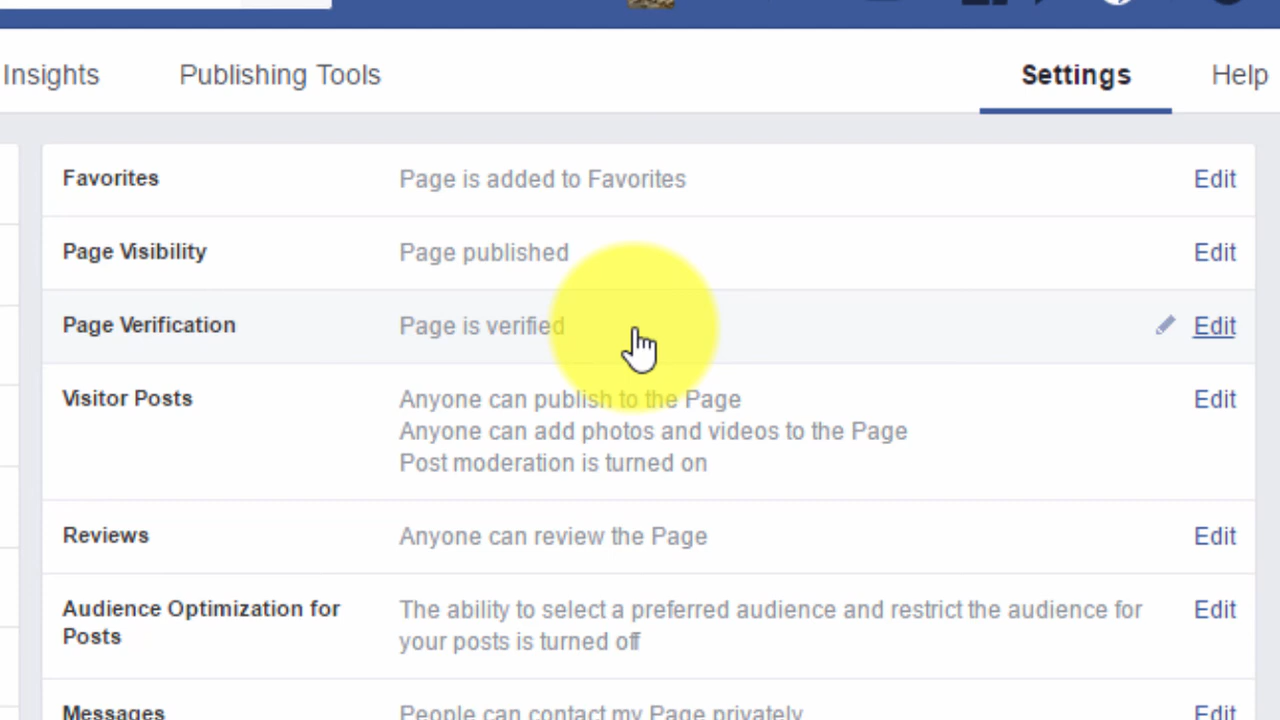 Insights Publishing Tools Settings Help
Favorites Page is added to Favorites Edit
Page Visibility Page published Edit
Page Verification Page is verified Edit
Visitor Posts Anyone can publish to the Page Edit
Anyone can add photos and videos to the Page
Post moderation is turned on
Reviews Anyone can review the Page Edit
Audience Optimization for The ability to select a preferred audience and restrict the audience for Edit
Posts your posts is turned off
Messages People can contact my Page privately Edit